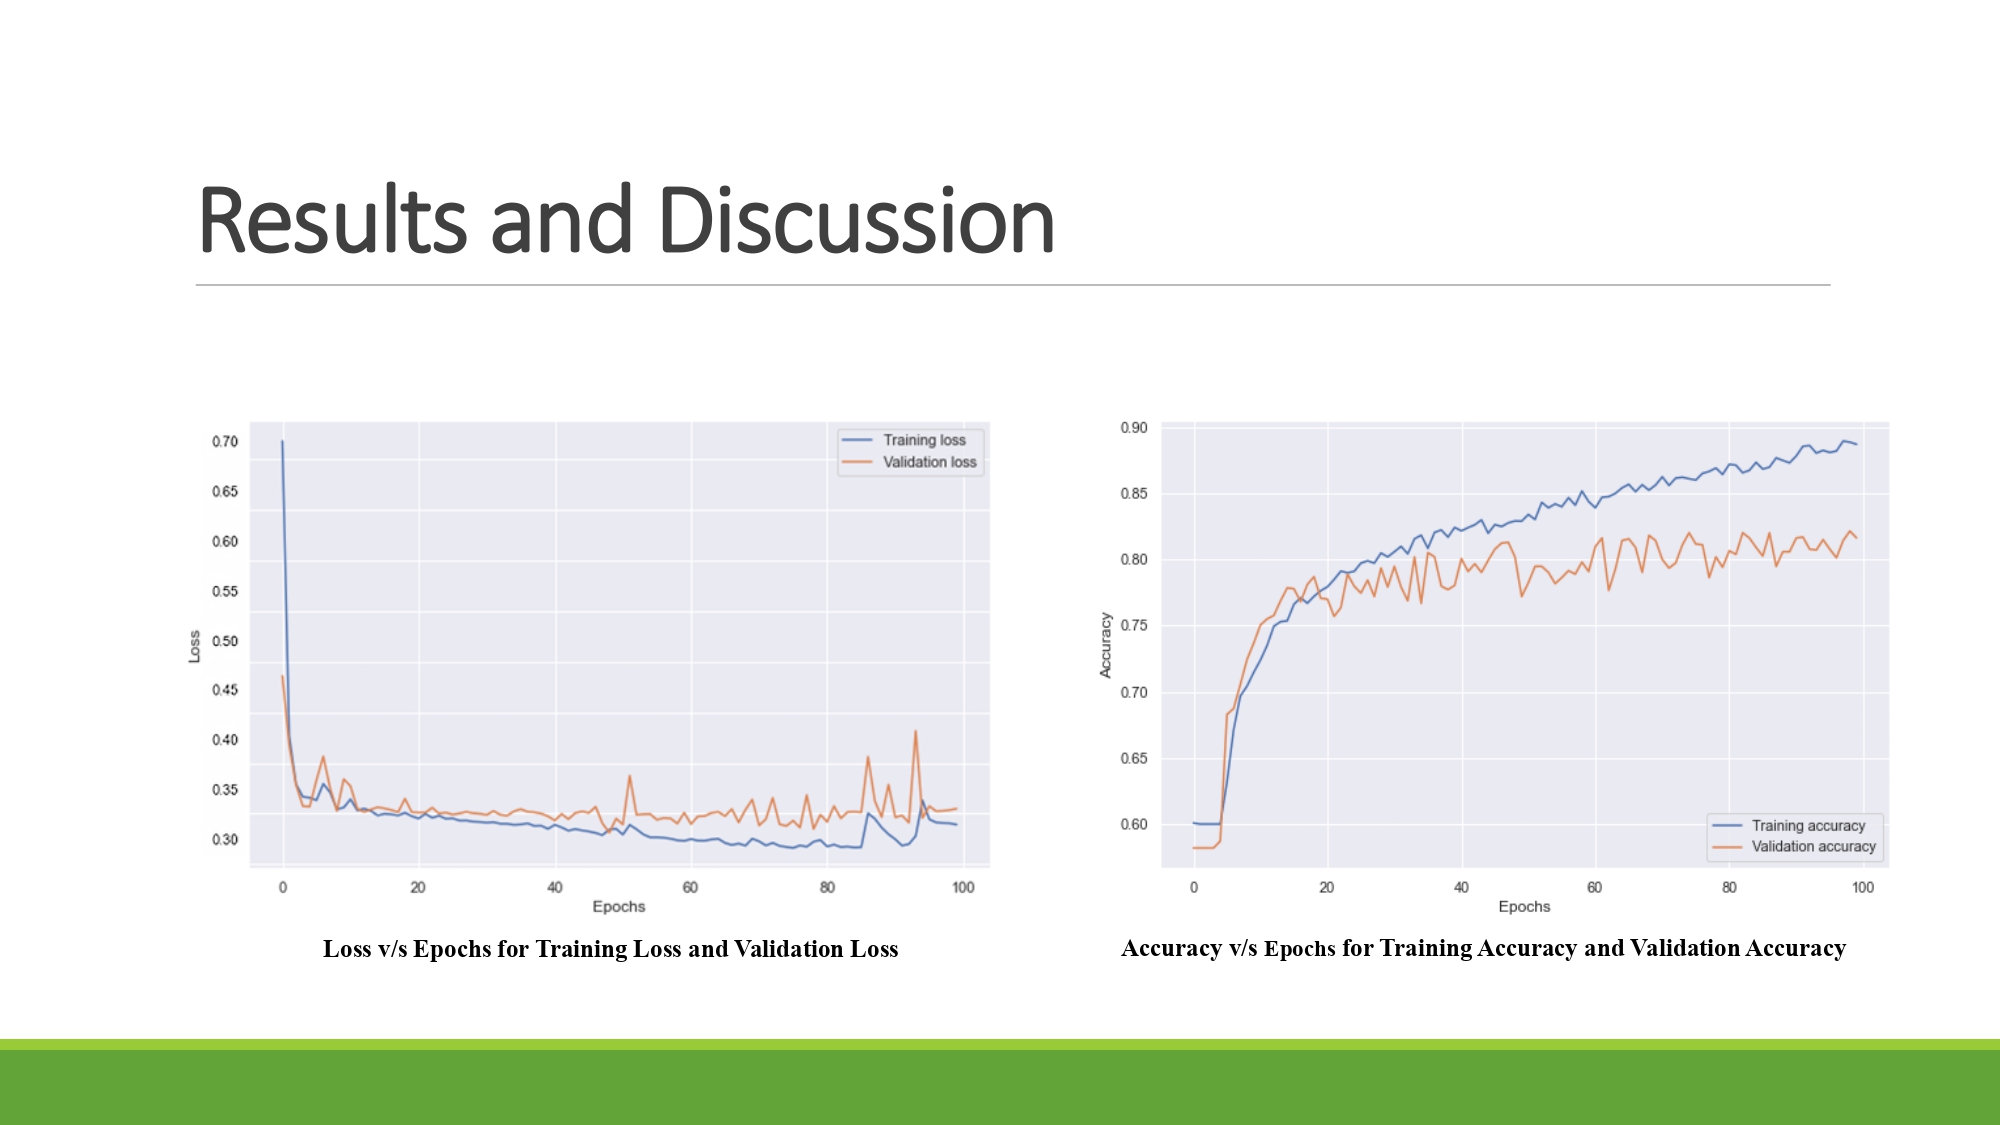 Results and Discussion
Training loss
Validation loss
0.70
0.65
0.60
0.55
0.50
0.45
0.40
0.35
0.30
Loss
0 20 40 60 80 100
Epochs
Loss v/s Epochs for Training Loss and Validation Loss
0.90
0.85
0.80
0.75
0.70
0.65
0.60
Accuracy
Training accuracy
Validation accuracy
0 20 40 60 80 100
Epochs
Accuracy v/s Epochs for Training Accuracy and Validation Accuracy